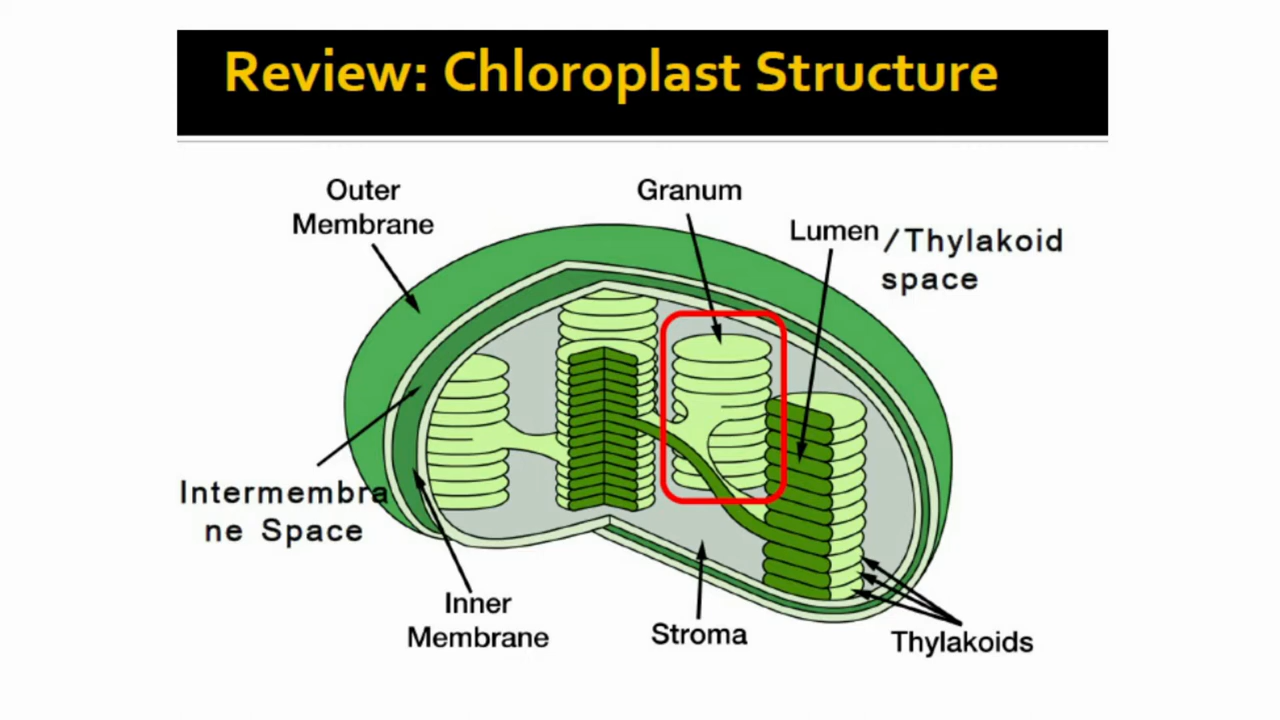 Review: Chloroplast Structure
Outer
Membrane
Granum
Lumen/Thylakoid
space
Intermembra
ne Space
Inner
Membrane
Stroma
Thylakoids